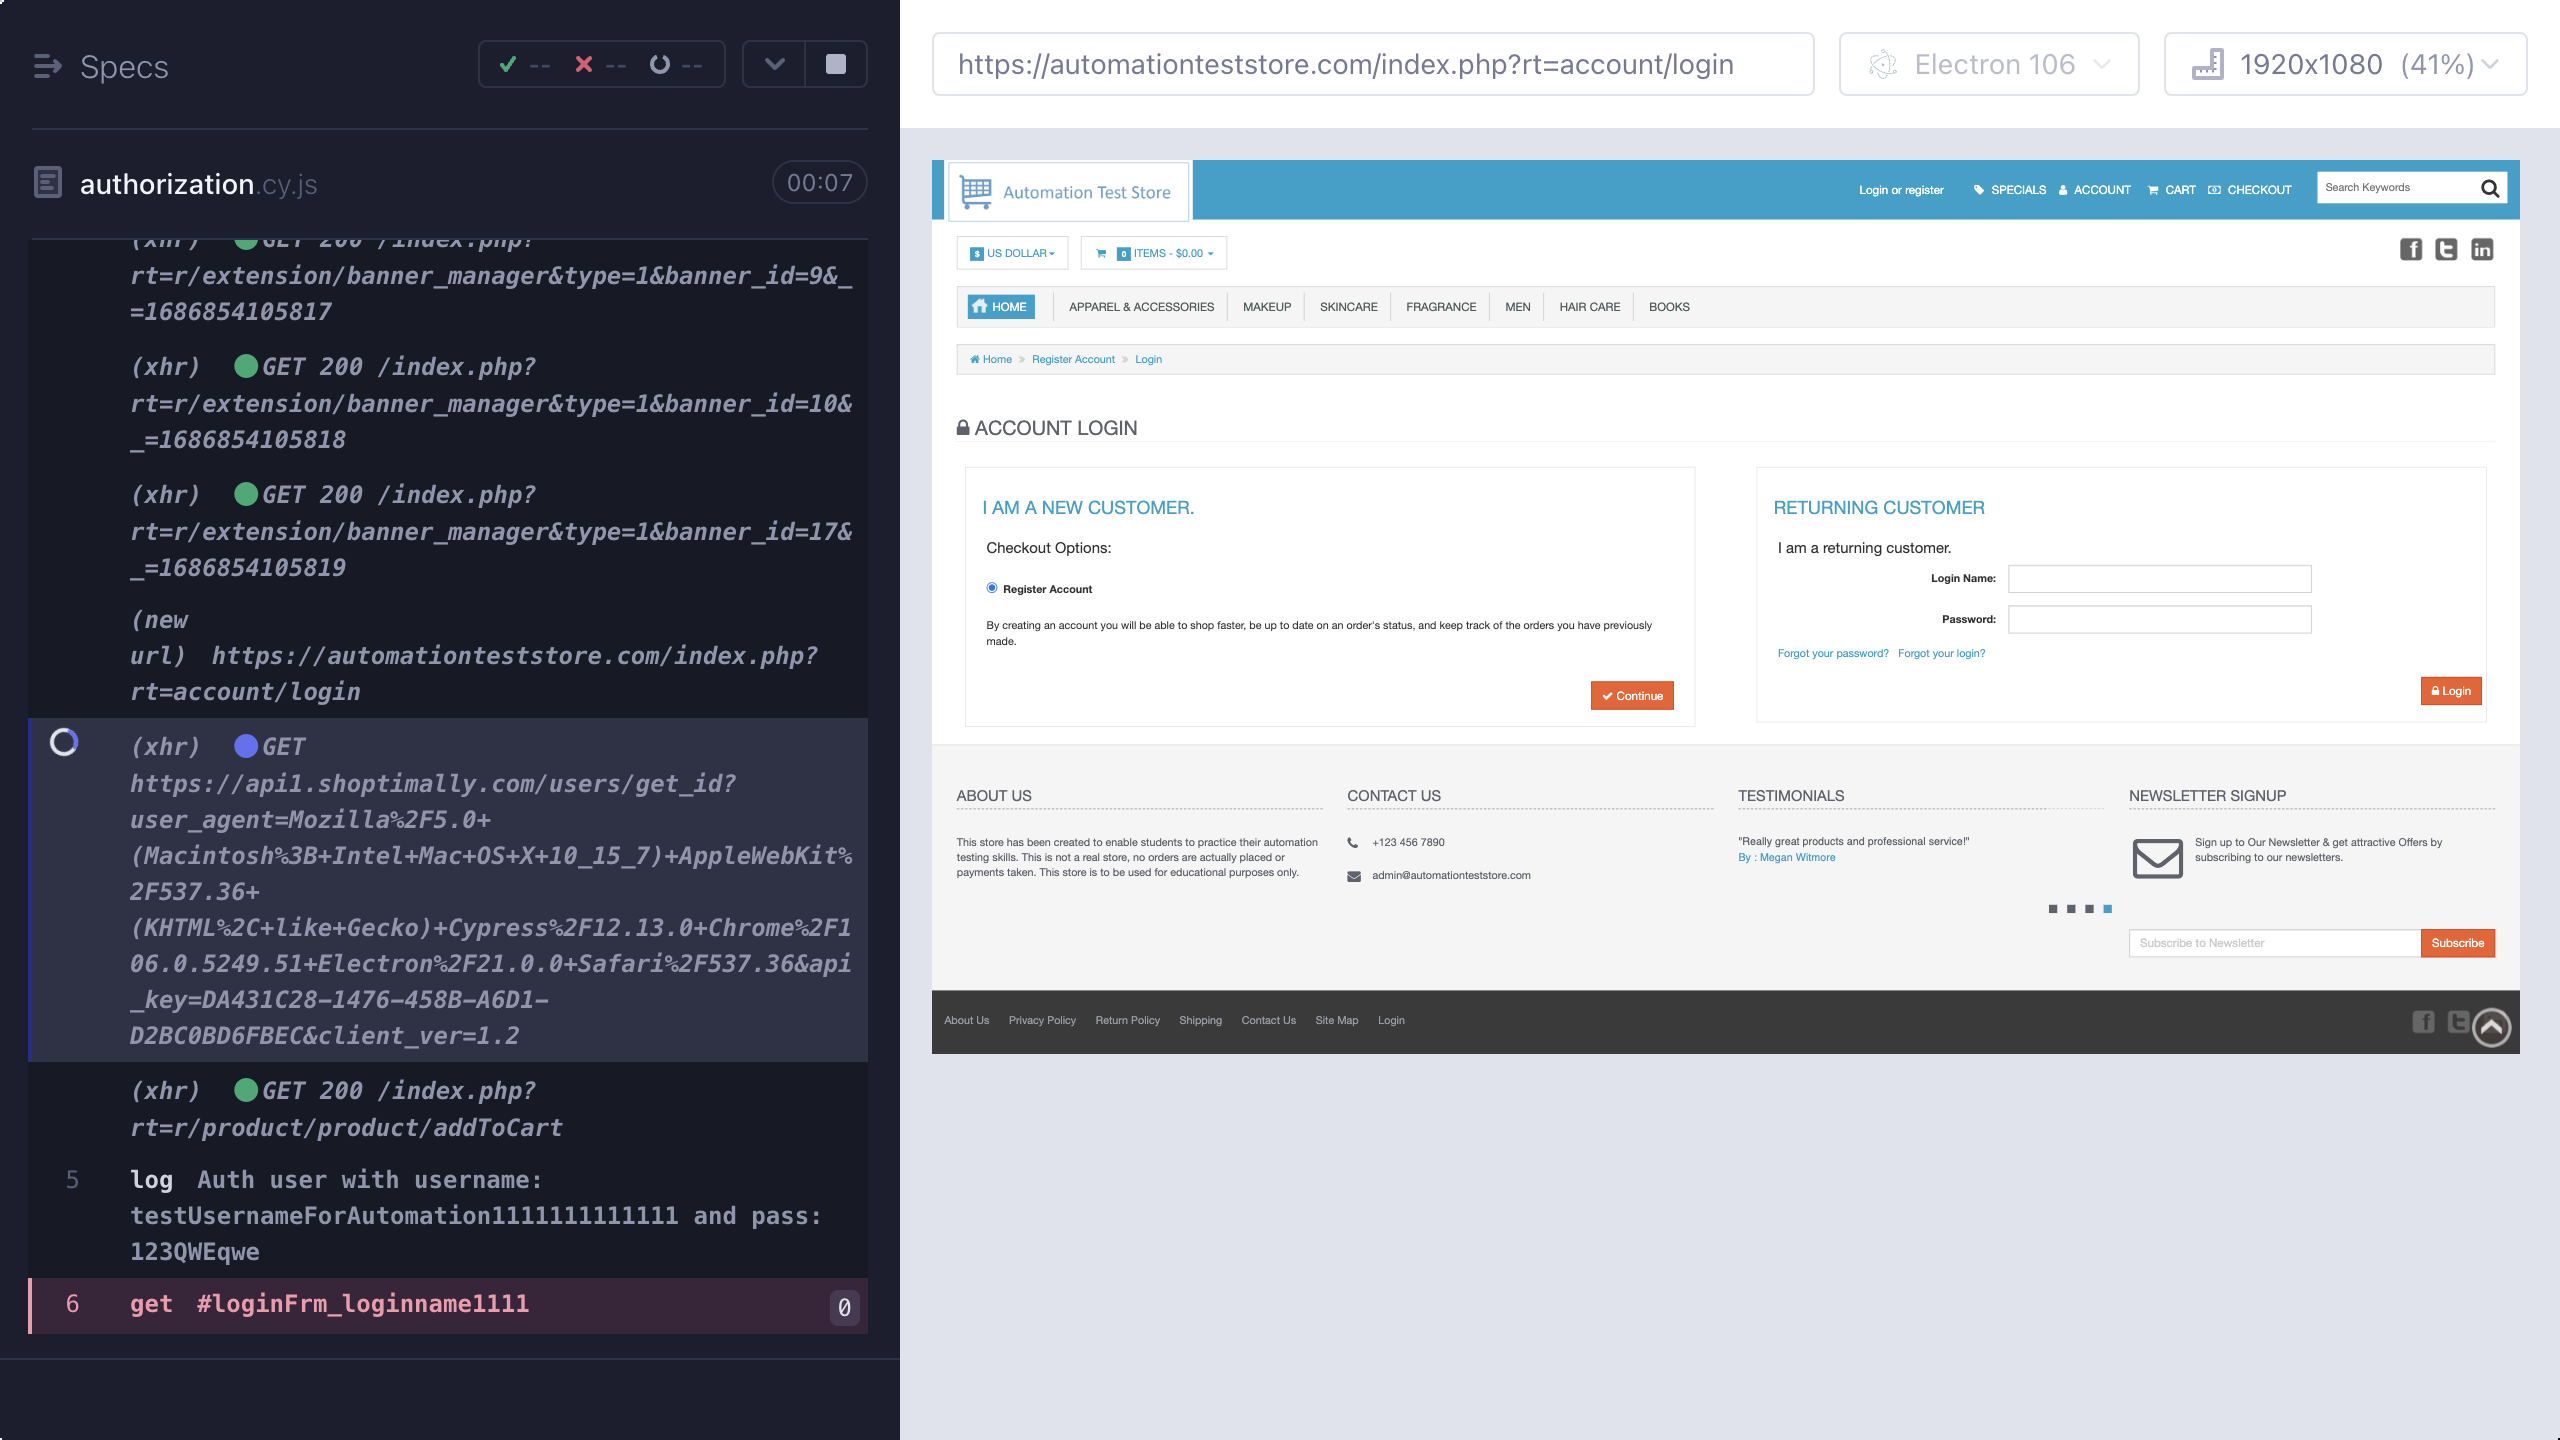 Specs
-- -- --
authorization.cy.js
00:07
(xhr) GET 200 /index.php?
rt=r/extension/banner_manager&type=1&banner_id=9&_
=1686854105817
(xhr) GET 200 /index.php?
rt=r/extension/banner_manager&type=1&banner_id=10&
_=1686854105818
(xhr) GET 200 /index.php?
rt=r/extension/banner_manager&type=1&banner_id=17&
_=1686854105819
(new
url) https://automationteststore.com/index.php?
rt=account/login
(xhr) GET
https://api1.shoptimally.com/users/get_id?
user_agent=Mozilla%2F5.0+
(Macintosh%3B+Intel+Mac+OS+X+10_15_7)+AppleWebKit%
2F537.36+
(KHTML%2C+like+Gecko)+Cypress%2F12.13.0+Chrome%2F1
06.0.5249.51+Electron%2F21.0.0+Safari%2F537.36&api
_key=DA431C28-1476-458B-A6D1-
D2BC0BD6FBEC&client_ver=1.2
(xhr) GET 200 /index.php?
rt=r/product/product/addToCart
5 log Auth user with username:
testUsernameForAutomation1111111111111 and pass:
123QWEqwe
6 get #loginFrm_loginname1111 0
https://automationteststore.com/index.php?rt=account/login
Electron 106
1920x1080 (41%)
Automation Test Store
Login or register SPECIALS ACCOUNT CART CHECKOUT
Search Keywords
$ US DOLLAR
0 ITEMS - $0.00
HOME APPAREL & ACCESSORIES MAKEUP SKINCARE FRAGRANCE MEN HAIR CARE BOOKS
Home » Register Account » Login
ACCOUNT LOGIN
I AM A NEW CUSTOMER.
Checkout Options:
Register Account
By creating an account you will be able to shop faster, be up to date on an order's status, and keep track of the orders you have previously
made.
Continue
RETURNING CUSTOMER
I am a returning customer.
Login Name:
Password:
Forgot your password? Forgot your login?
Login
ABOUT US
This store has been created to enable students to practice their automation
testing skills. This is not a real store, no orders are actually placed or
payments taken. This store is to be used for educational purposes only.
CONTACT US
+123 456 7890
admin@automationteststore.com
TESTIMONIALS
"Really great products and professional service!"
By : Megan Witmore
NEWSLETTER SIGNUP
Sign up to Our Newsletter & get attractive Offers by
subscribing to our newsletters.
Subscribe to Newsletter
Subscribe
About Us Privacy Policy Return Policy Shipping Contact Us Site Map Login